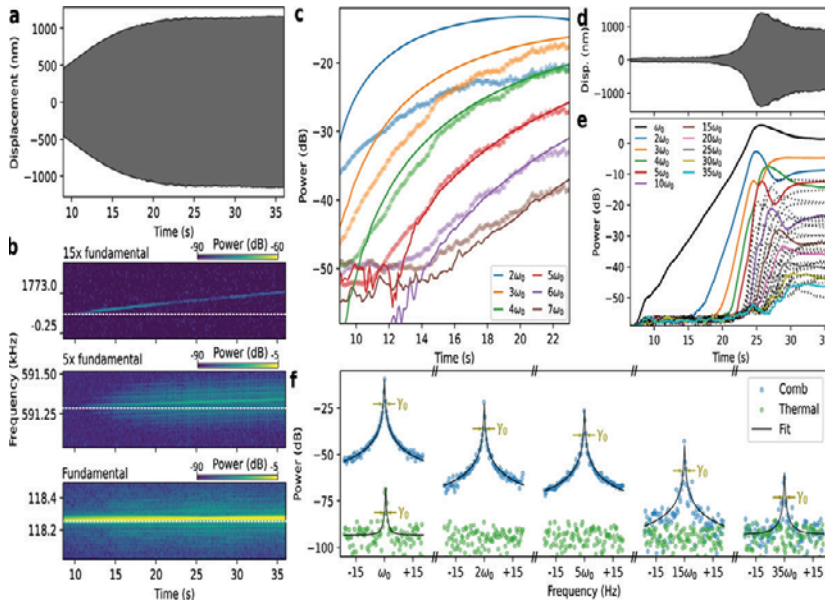 a
Displacement (nm)
1000
500
0
-500
-1000
10 15 20 25 30 35
Time (s)
b
15x fundamental
-90 Power (dB) -60
1773.0
-0.25
5x fundamental
-90 Power (dB) -5
591.50
591.25
Fundamental
-90 Power (dB) -5
118.4
118.2
Frequency (kHz)
10 15 20 25 30 35
Time (s)
c
Power (dB)
−20
−30
−40
−50
2ω₀ 5ω₀
3ω₀ 6ω₀
4ω₀ 7ω₀
10 12 14 16 18 20 22
Time (s)
d
Disp. (nm)
1000
0
-1000
e
Power (dB)
0
−10
−20
−30
−40
−50
ω₀ 15ω₀
2ω₀ 20ω₀
3ω₀ 25ω₀
4ω₀ 30ω₀
5ω₀ 35ω₀
10ω₀
10 15 20 25 30 35
Time (s)
f
Power (dB)
−25
−50
−75
−100
γ₀
γ₀
γ₀
γ₀
γ₀
γ₀
Comb
Thermal
Fit
-15 ω₀ +15 -15 2ω₀ +15 -15 5ω₀ +15 -15 15ω₀ +15 -15 35ω₀ +15
Frequency (Hz)